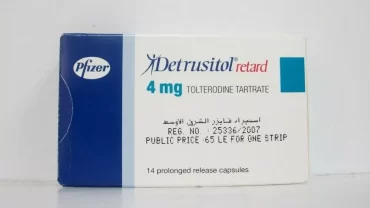 Pfizer
Detrusitol® retard
4 mg TOLTERODINE TARTRATE
استيراد فايزر الشرق الأوسط
REG. NO : 25336/2007
PUBLIC PRICE 65 LE FOR ONE STRIP
14 prolonged release capsules